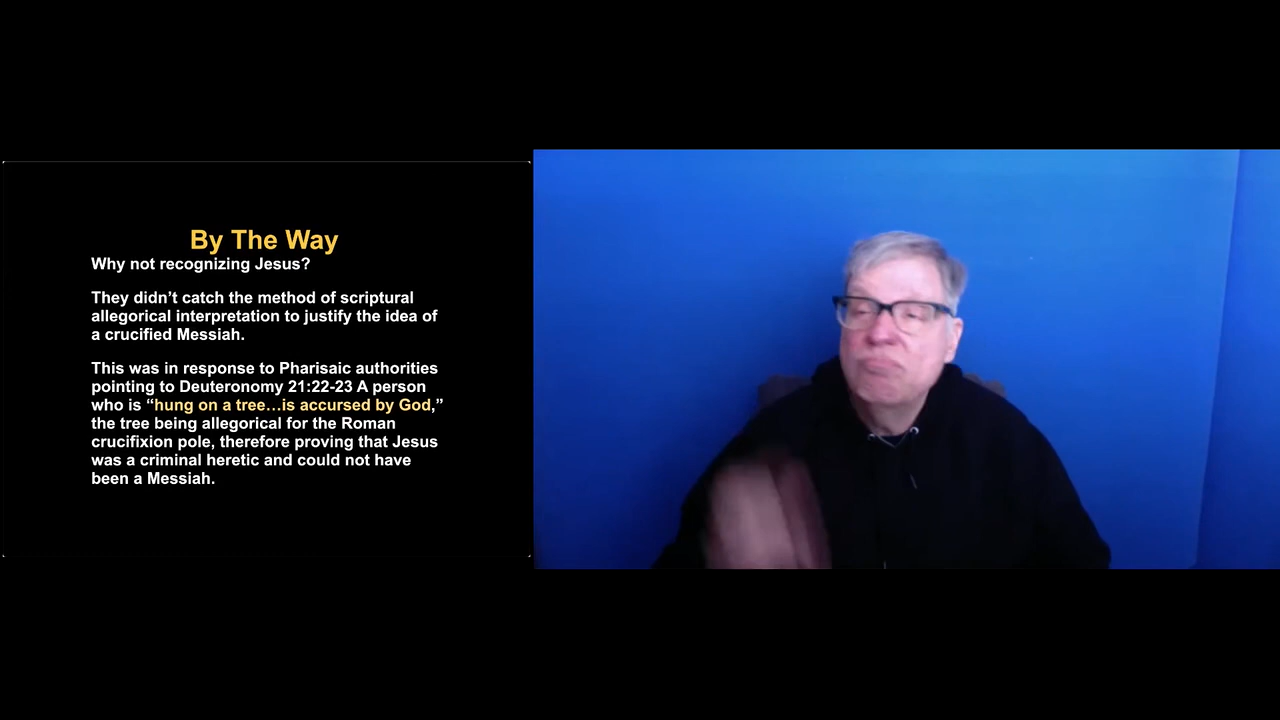 By The Way
Why not recognizing Jesus?
They didn’t catch the method of scriptural
allegorical interpretation to justify the idea of
a crucified Messiah.
This was in response to Pharisaic authorities
pointing to Deuteronomy 21:22-23 A person
who is “hung on a tree…is accursed by God,”
the tree being allegorical for the Roman
crucifixion pole, therefore proving that Jesus
was a criminal heretic and could not have
been a Messiah.